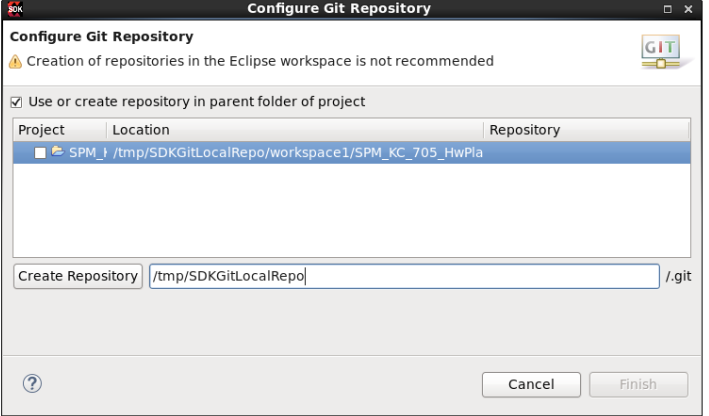 SDK Configure Git Repository
Configure Git Repository
GIT
Creation of repositories in the Eclipse workspace is not recommended
Use or create repository in parent folder of project
Project Location Repository
SPM_ /tmp/SDKGitLocalRepo/workspace1/SPM_KC_705_HwPla
Create Repository /tmp/SDKGitLocalRepo /.git
? Cancel Finish